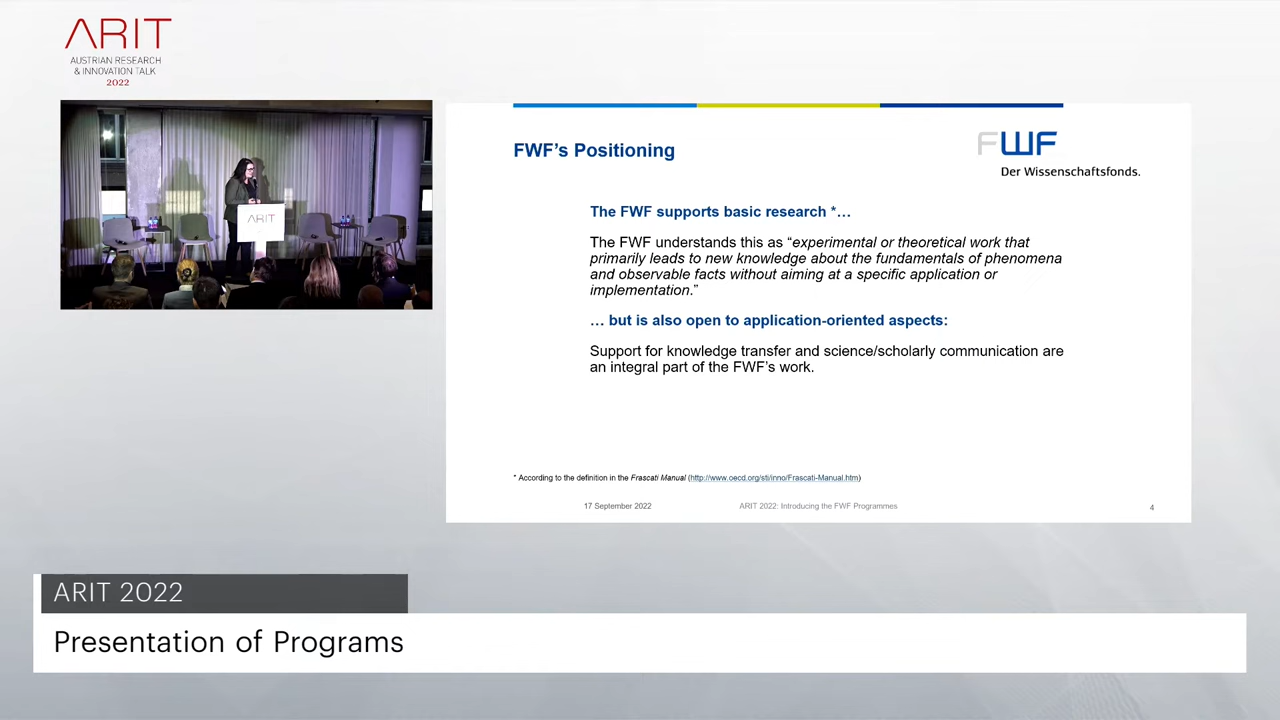 ARIT
AUSTRIAN RESEARCH
& INNOVATION TALK
2022
ARIT
FWF's Positioning
FWF
Der Wissenschaftsfonds.
The FWF supports basic research *…
The FWF understands this as “experimental or theoretical work that
primarily leads to new knowledge about the fundamentals of phenomena
and observable facts without aiming at a specific application or
implementation.”
… but is also open to application-oriented aspects:
Support for knowledge transfer and science/scholarly communication are
an integral part of the FWF's work.
* According to the definition in the Frascati Manual (http://www.oecd.org/sti/inno/Frascati-Manual.htm)
17 September 2022
ARIT 2022: Introducing the FWF Programmes
4
ARIT 2022
Presentation of Programs